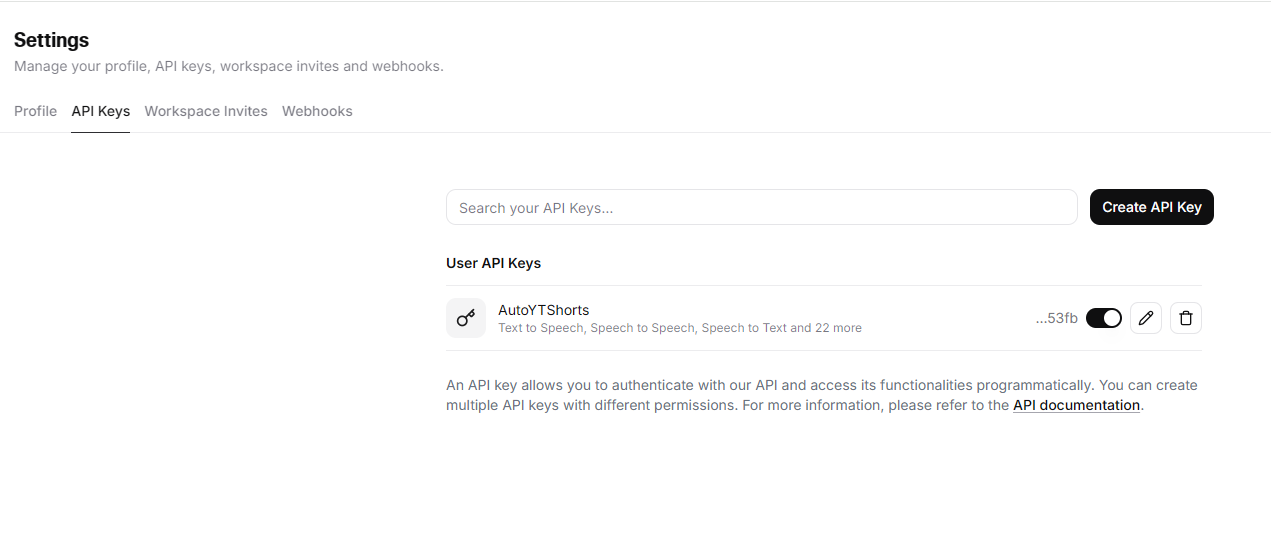 Settings
Manage your profile, API keys, workspace invites and webhooks.
Profile API Keys Workspace Invites Webhooks
Search your API Keys...
Create API Key
User API Keys
AutoYTShorts
Text to Speech, Speech to Speech, Speech to Text and 22 more
...53fb
An API key allows you to authenticate with our API and access its functionalities programmatically. You can create
multiple API keys with different permissions. For more information, please refer to the API documentation.